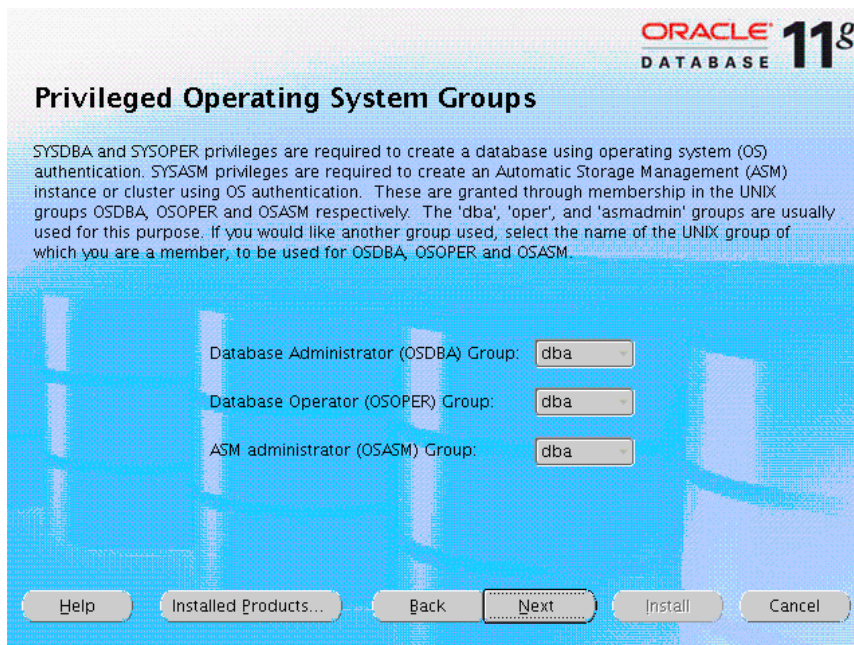 ORACLE
DATABASE 11g
Privileged Operating System Groups
SYSDBA and SYSOPER privileges are required to create a database using operating system (OS)
authentication. SYSASM privileges are required to create an Automatic Storage Management (ASM)
instance or cluster using OS authentication. These are granted through membership in the UNIX
groups OSDBA, OSOPER and OSASM respectively. The 'dba', 'oper', and 'asmadmin' groups are usually
used for this purpose. If you would like another group used, select the name of the UNIX group of
which you are a member, to be used for OSDBA, OSOPER and OSASM.
Database Administrator (OSDBA) Group: dba
Database Operator (OSOPER) Group: dba
ASM administrator (OSASM) Group: dba
Help Installed Products... Back Next Install Cancel